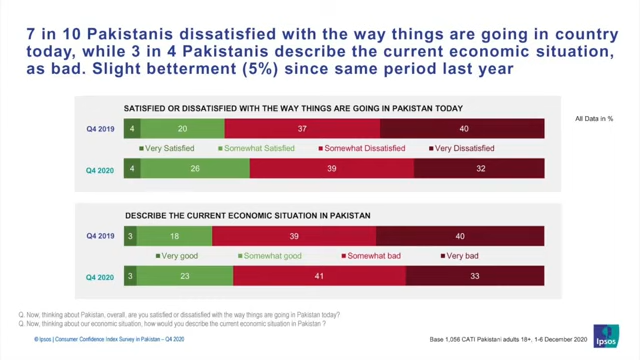 7 in 10 Pakistanis dissatisfied with the way things are going in country
today, while 3 in 4 Pakistanis describe the current economic situation,
as bad. Slight betterment (5%) since same period last year
SATISFIED OR DISSATISFIED WITH THE WAY THINGS ARE GOING IN PAKISTAN TODAY
All Data in %
Q4 2019 4 20 37 40
Very Satisfied Somewhat Satisfied Somewhat Dissatisfied Very Dissatisfied
Q4 2020 4 26 39 32
DESCRIBE THE CURRENT ECONOMIC SITUATION IN PAKISTAN
Q4 2019 3 18 39 40
Very good Somewhat good Somewhat bad Very bad
Q4 2020 3 23 41 33
Q. Now, thinking about Pakistan, overall, are you satisfied or dissatisfied with the way things are going in Pakistan today?
Q. Now, thinking about our economic situation, how would you describe the current economic situation in Pakistan ?
© Ipsos | Consumer Confidence Index Survey in Pakistan – Q4 2020
Base 1,056 CATI Pakistani adults 18+, 1-6 December 2020
Ipsos